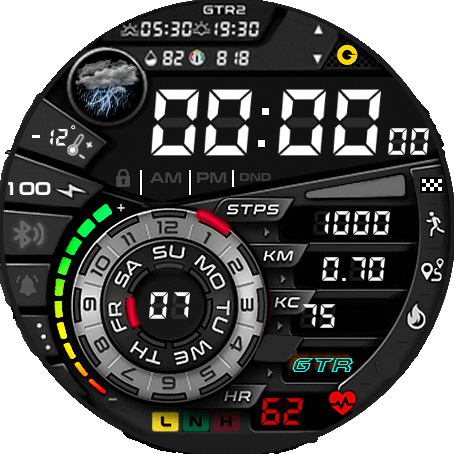 GTR2
05:30 19:30
82 818
G
00:00 00
-12°
AM PM DND
100
STPS 1000
KM 0.70
KC 75
12 1 2 3 4 5 6 7 8 9 10 11
SU MO TU WE TH FR SA
07
GTR
HR 62
L N H